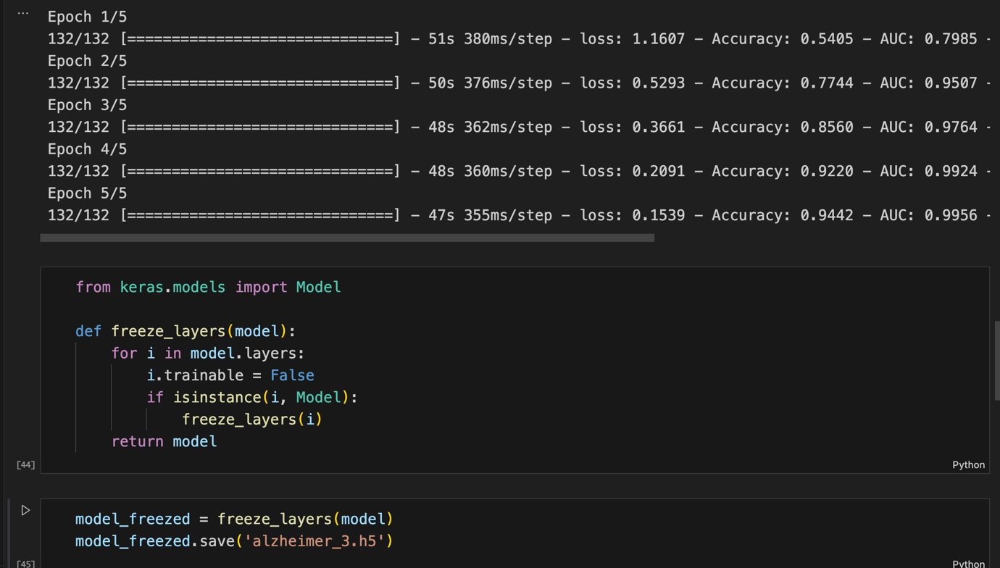 ...
Epoch 1/5
132/132 [==============================] - 51s 380ms/step - loss: 1.1607 - Accuracy: 0.5405 - AUC: 0.7985 -
Epoch 2/5
132/132 [==============================] - 50s 376ms/step - loss: 0.5293 - Accuracy: 0.7744 - AUC: 0.9507 -
Epoch 3/5
132/132 [==============================] - 48s 362ms/step - loss: 0.3661 - Accuracy: 0.8560 - AUC: 0.9764 -
Epoch 4/5
132/132 [==============================] - 48s 360ms/step - loss: 0.2091 - Accuracy: 0.9220 - AUC: 0.9924 -
Epoch 5/5
132/132 [==============================] - 47s 355ms/step - loss: 0.1539 - Accuracy: 0.9442 - AUC: 0.9956 -
from keras.models import Model
def freeze_layers(model):
    for i in model.layers:
        i.trainable = False
        if isinstance(i, Model):
            freeze_layers(i)
    return model
[44]
Python
model_freezed = freeze_layers(model)
model_freezed.save('alzheimer_3.h5')
[45]
Python